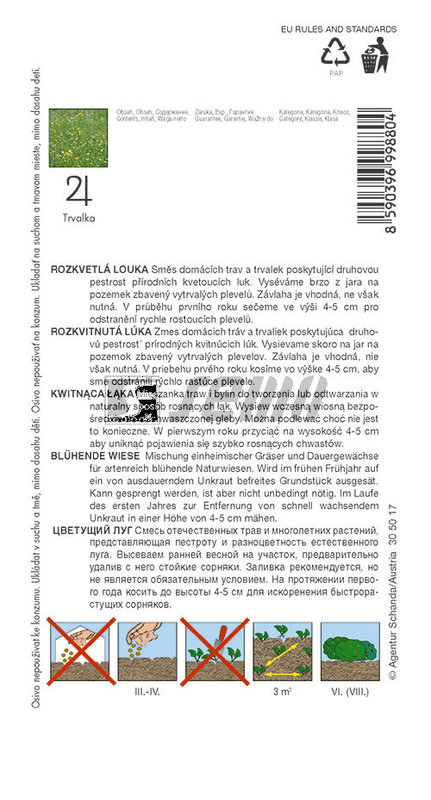 EU RULES AND STANDARDS
PAP
Obsah, Obsah, Содержание,
Contents, Inhalt, Waga netto
Záruka, Exp., Гарантия,
Guarantee, Garantie, Ważne do
Kategorie, Kategória, Класс,
Category, Klasse, Klasa
8 590396 998804
Trvalka
Osivo nepoužívat ke konzumu. Ukládat v suchu a tmě, mimo dosahu dětí. Osivo nepoužívať na konzum. Ukladať na suchom a tmavom mieste, mimo dosahu detí.
ROZKVETLÁ LOUKA Směs domácích trav a trvalek poskytující druhovou
pestrost přírodních kvetoucích luk. Vyséváme brzo z jara na
pozemek zbavený vytrvalých plevelů. Závlaha je vhodná, ne však
nutná. V průběhu prvního roku sečeme ve výši 4-5 cm pro
odstranění rychle rostoucích plevelů.
ROZKVITNUTÁ LÚKA Zmes domacich tráv a trvaliek poskytujúca druho-
vú pestrosť prírodných kvitnúcich lúk. Vysievame skoro na jar na
pozomok zbavený vytrvalých plevelov. Závlaha je vhodná, nie
však nutná. V priebehu prvého roku kosíme vo výške 4-5 cm, aby
sme odstránili rýchlo rastúce plevele.
KWITNĄCA ŁĄKA Mieszanka traw i bylin do tworzenia lub odtwarzania w
naturalny sposób rosnących łąk. Wysiew wczesną wiosną bezpo-
średnio do odchwaszczonej gleby. Można podlewać choć nie jest
to konieczne. W pierwszym roku przyciąć na wysokość 4-5 cm
aby uniknąć pojawienia się szybko rosnących chwastów.
BLÜHENDE WIESE Mischung einheimischer Gräser und Dauergewächse
für artenreich blühende Naturwiesen. Wird im frühen Frühjahr auf
ein von ausdauerndem Unkraut befreites Grundstück ausgesät.
Kann gesprengt werden, ist aber nicht unbedingt nötig. Im Laufe
des ersten Jahres zur Entfernung von schnell wachsendem
Unkraut in einer Höhe von 4-5 cm mähen.
ЦВЕТУЩИЙ ЛУГ Смесь отечественных трав и многолетних растений,
представляющая пестроту и разноцветность естественного
луга. Высеваем ранней весной на участок, предварительно
удалив с него стойкие сорняки. Заливка рекомендуется, но
не является обязательным условием. На протяжении перво-
го года косить до высоты 4-5 см для искоренения быстрора-
стущих сорняков.
© Agentur Schanda/Austria 30 50 17
III.-IV.
3 m²
VI. (VIII.)